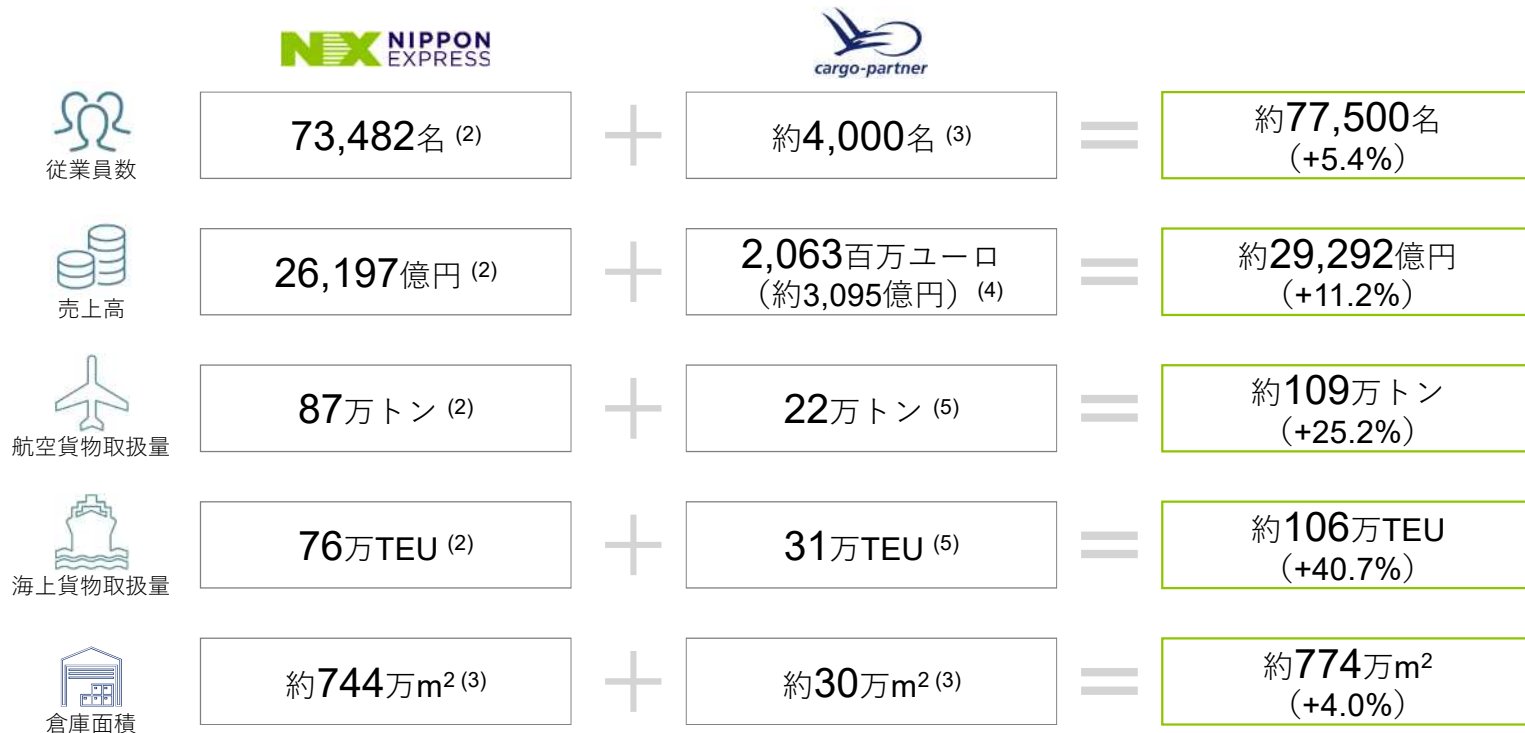 NX NIPPON
EXPRESS
cargo-partner
従業員数
73,482名 (2)
+
約4,000名 (3)
=
約77,500名
(+5.4%)
売上高
26,197億円 (2)
+
2,063百万ユーロ
(約3,095億円) (4)
=
約29,292億円
(+11.2%)
航空貨物取扱量
87万トン (2)
+
22万トン (5)
=
約109万トン
(+25.2%)
海上貨物取扱量
76万TEU (2)
+
31万TEU (5)
=
約106万TEU
(+40.7%)
倉庫面積
約744万m² (3)
+
約30万m² (3)
=
約774万m²
(+4.0%)